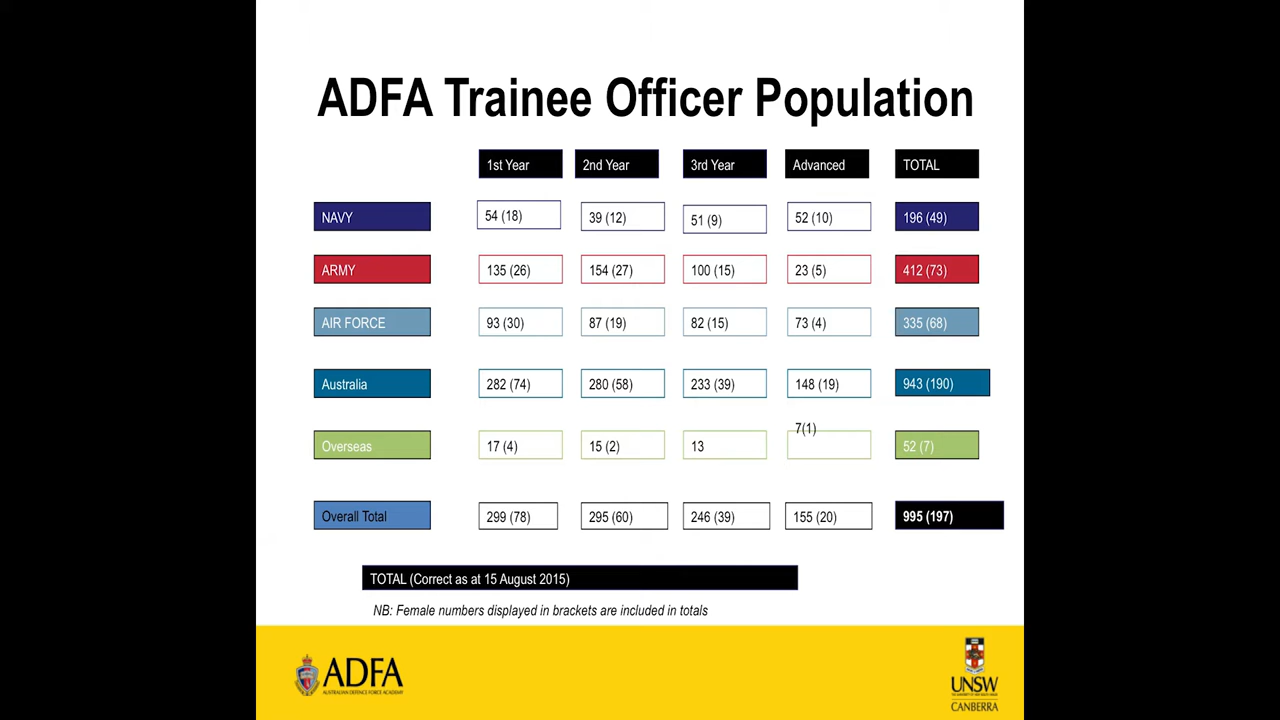 ADFA Trainee Officer Population
1st Year 2nd Year 3rd Year Advanced TOTAL
NAVY 54 (18) 39 (12) 51 (9) 52 (10) 196 (49)
ARMY 135 (26) 154 (27) 100 (15) 23 (5) 412 (73)
AIR FORCE 93 (30) 87 (19) 82 (15) 73 (4) 335 (68)
Australia 282 (74) 280 (58) 233 (39) 148 (19) 943 (190)
Overseas 17 (4) 15 (2) 13 7(1) 52 (7)
Overall Total 299 (78) 295 (60) 246 (39) 155 (20) 995 (197)
TOTAL (Correct as at 15 August 2015)
NB: Female numbers displayed in brackets are included in totals
ADFA
AUSTRALIAN DEFENCE FORCE ACADEMY
UNSW
CANBERRA